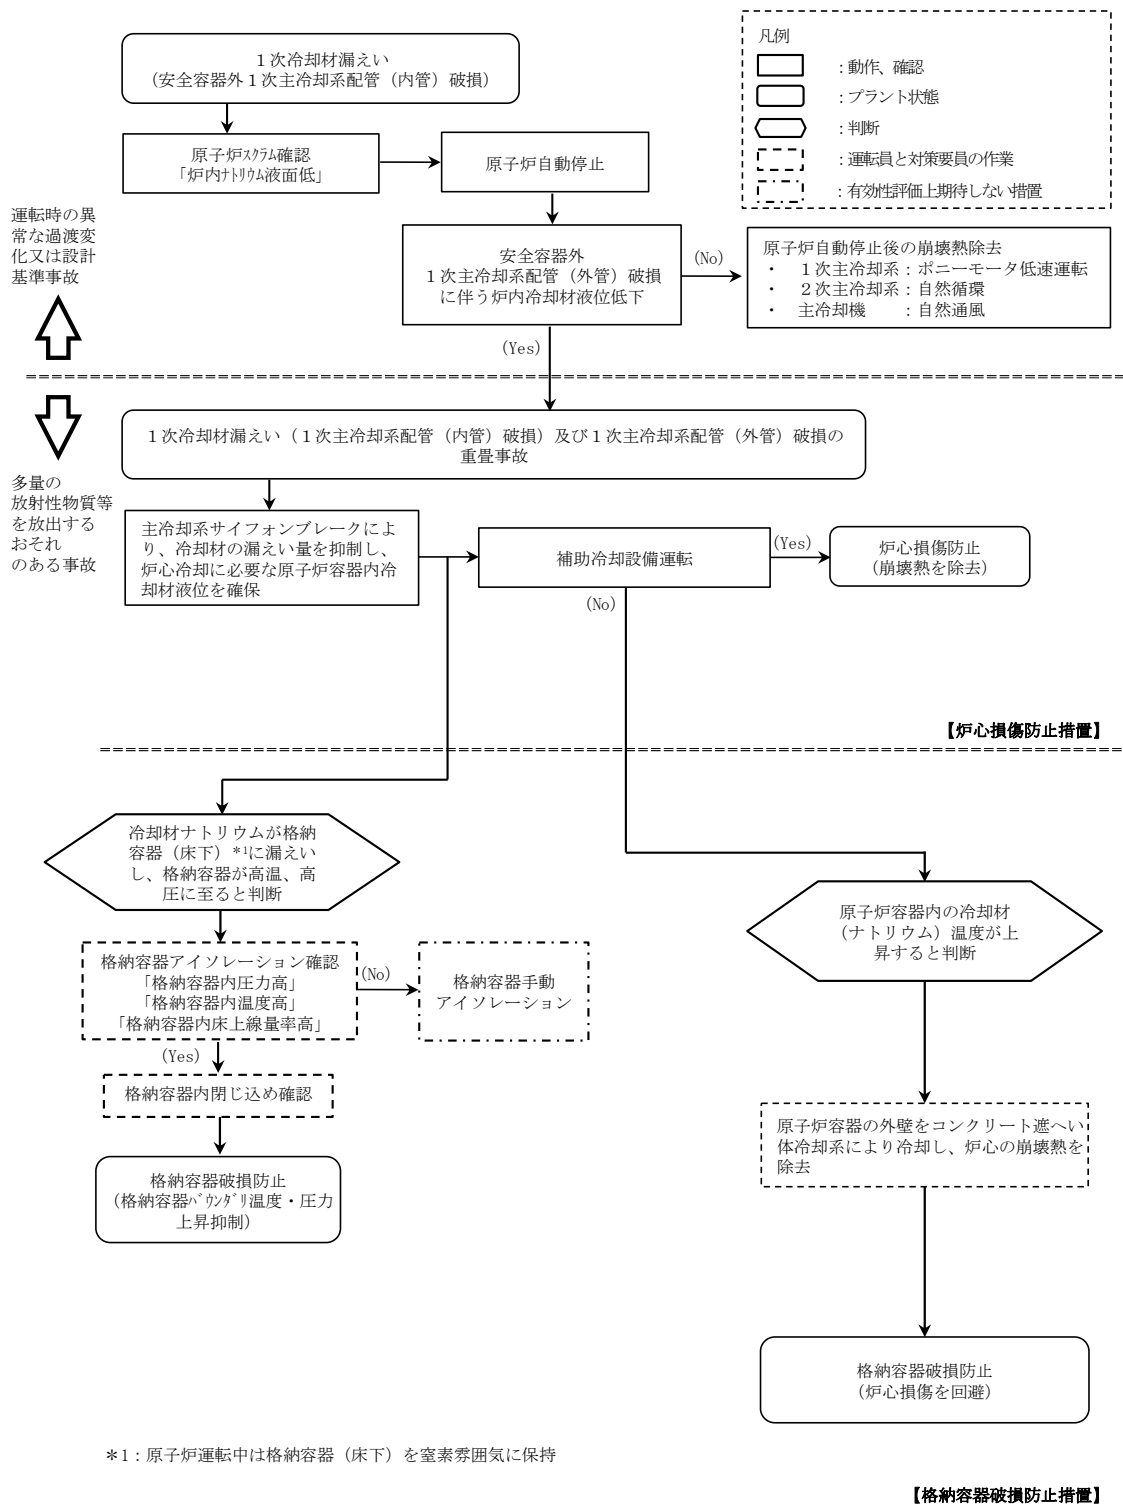 凡例
：動作、確認
：プラント状態
：判断
：運転員と対策要員の作業
：有効性評価上期待しない措置
１次冷却材漏えい
（安全容器外１次主冷却系配管（内管）破損）
原子炉ｽｸﾗﾑ確認
「炉内ﾅﾄﾘｳﾑ液面低」
原子炉自動停止
運転時の異
常な過渡変
化又は設計
基準事故
安全容器外
１次主冷却系配管（外管）破損
に伴う炉内冷却材液位低下
(No)
原子炉自動停止後の崩壊熱除去
・ １次主冷却系：ポニーモータ低速運転
・ ２次主冷却系：自然循環
・ 主冷却機 ：自然通風
(Yes)
１次冷却材漏えい（１次主冷却系配管（内管）破損）及び１次主冷却系配管（外管）破損の
重畳事故
多量の
放射性物質等
を放出する
おそれ
のある事故
主冷却系サイフォンブレークによ
り、冷却材の漏えい量を抑制し、
炉心冷却に必要な原子炉容器内冷
却材液位を確保
補助冷却設備運転
(Yes)
炉心損傷防止
（崩壊熱を除去）
(No)
【炉心損傷防止措置】
冷却材ナトリウムが格納
容器（床下）*1に漏えい
し、格納容器が高温、高
圧に至ると判断
原子炉容器内の冷却材
（ナトリウム）温度が上
昇すると判断
格納容器アイソレーション確認
「格納容器内圧力高」
「格納容器内温度高」
「格納容器内床上線量率高」
(No)
格納容器手動
アイソレーション
(Yes)
格納容器内閉じ込め確認
原子炉容器の外壁をコンクリート遮へい
体冷却系により冷却し、炉心の崩壊熱を
除去
格納容器破損防止
（格納容器ﾊﾞｳﾝﾀﾞﾘ温度・圧力
上昇抑制）
格納容器破損防止
（炉心損傷を回避）
＊1：原子炉運転中は格納容器（床下）を窒素雰囲気に保持
【格納容器破損防止措置】